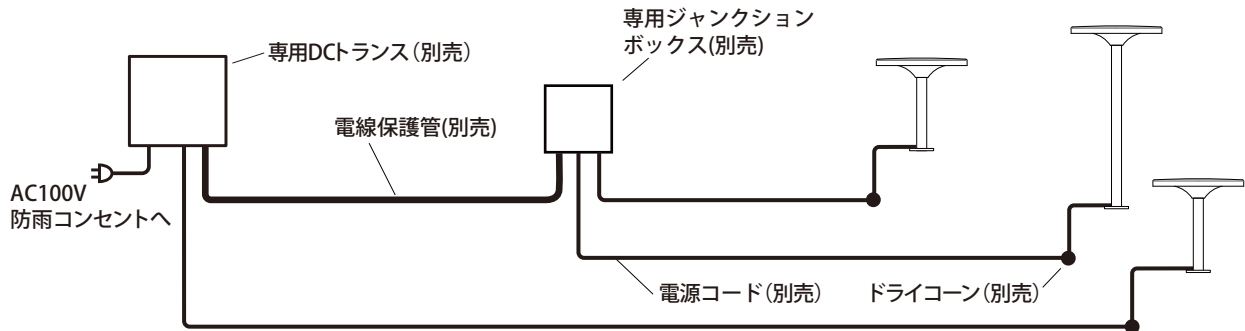 専用DCトランス（別売）
専用ジャンクション
ボックス(別売)
電線保護管(別売)
AC100V
防雨コンセントへ
電源コード（別売）
ドライコーン（別売）